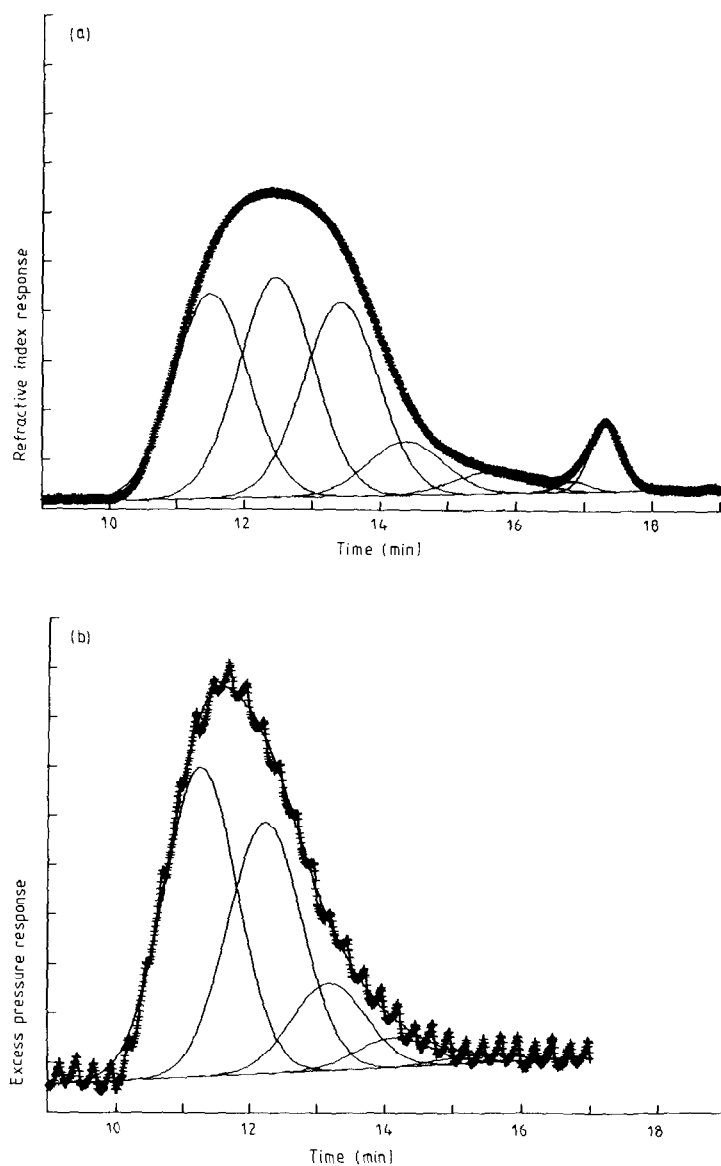 (a)
Refractive index response
10 12 14 16 18
Time (min)
(b)
Excess pressure response
10 12 14 16 18
Time (min)